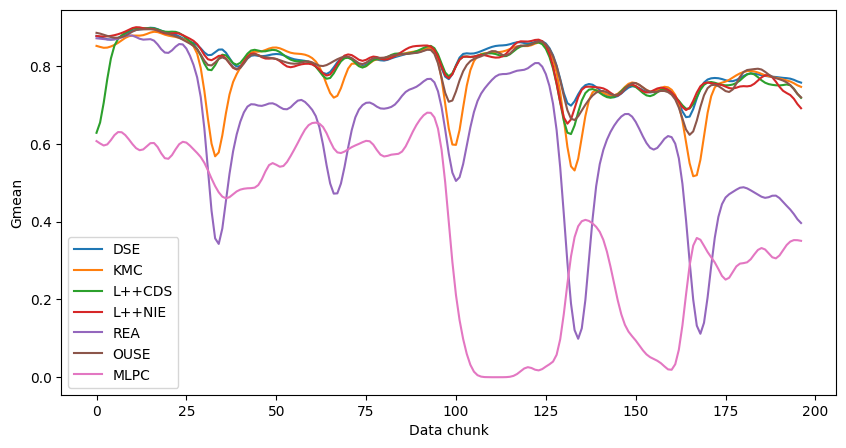 Gmean
0.8
0.6
0.4
0.2
0.0
DSE
KMC
L++CDS
L++NIE
REA
OUSE
MLPC
0 25 50 75 100 125 150 175 200
Data chunk